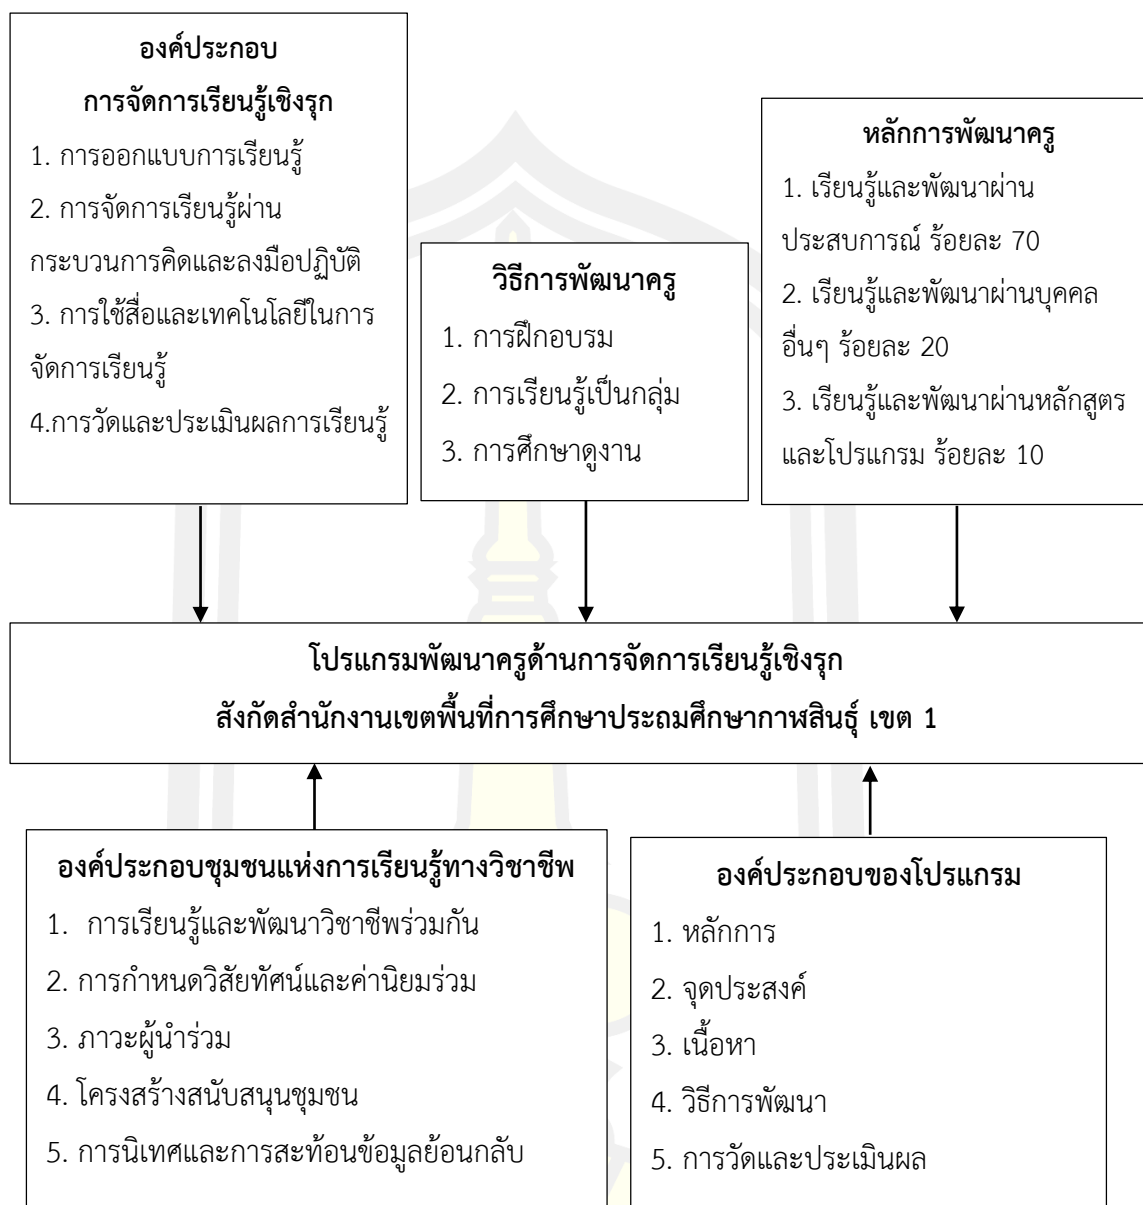 องค์ประกอบ
การจัดการเรียนรู้เชิงรุก
1. การออกแบบการเรียนรู้
2. การจัดการเรียนรู้ผ่าน
กระบวนการคิดและลงมือปฏิบัติ
3. การใช้สื่อและเทคโนโลยีในการ
จัดการเรียนรู้
4.การวัดและประเมินผลการเรียนรู้
วิธีการพัฒนาครู
1. การฝึกอบรม
2. การเรียนรู้เป็นกลุ่ม
3. การศึกษาดูงาน
หลักการพัฒนาครู
1. เรียนรู้และพัฒนาผ่าน
ประสบการณ์ ร้อยละ 70
2. เรียนรู้และพัฒนาผ่านบุคคล
อื่นๆ ร้อยละ 20
3. เรียนรู้และพัฒนาผ่านหลักสูตร
และโปรแกรม ร้อยละ 10
โปรแกรมพัฒนาครูด้านการจัดการเรียนรู้เชิงรุก
สังกัดสำนักงานเขตพื้นที่การศึกษาประถมศึกษากาฬสินธุ์ เขต 1
องค์ประกอบชุมชนแห่งการเรียนรู้ทางวิชาชีพ
1. การเรียนรู้และพัฒนาวิชาชีพร่วมกัน
2. การกำหนดวิสัยทัศน์และค่านิยมร่วม
3. ภาวะผู้นำร่วม
4. โครงสร้างสนับสนุนชุมชน
5. การนิเทศและการสะท้อนข้อมูลย้อนกลับ
องค์ประกอบของโปรแกรม
1. หลักการ
2. จุดประสงค์
3. เนื้อหา
4. วิธีการพัฒนา
5. การวัดและประเมินผล